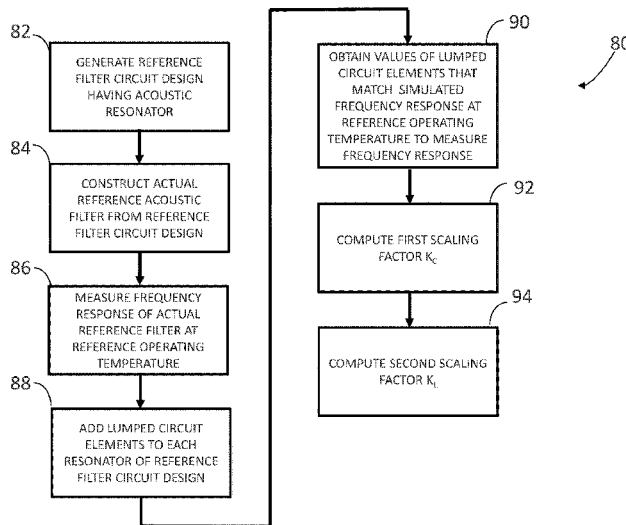 82
GENERATE REFERENCE
FILTER CIRCUIT DESIGN
HAVING ACOUSTIC
RESONATOR
84
CONSTRUCT ACTUAL
REFERENCE ACOUSTIC
FILTER FROM REFERENCE
FILTER CIRCUIT DESIGN
86
MEASURE FREQUENCY
RESPONSE OF ACTUAL
REFERENCE FILTER AT
REFERENCE OPERATING
TEMPERATURE
88
ADD LUMPED CIRCUIT
ELEMENTS TO EACH
RESONATOR OF REFERENCE
FILTER CIRCUIT DESIGN
90
OBTAIN VALUES OF LUMPED
CIRCUIT ELEMENTS THAT
MATCH SIMULATED
FREQUENCY RESPONSE AT
REFERENCE OPERATING
TEMPERATURE TO MEASURE
FREQUENCY RESPONSE
92
COMPUTE FIRST SCALING
FACTOR KC
94
COMPUTE SECOND SCALING
FACTOR KL
80